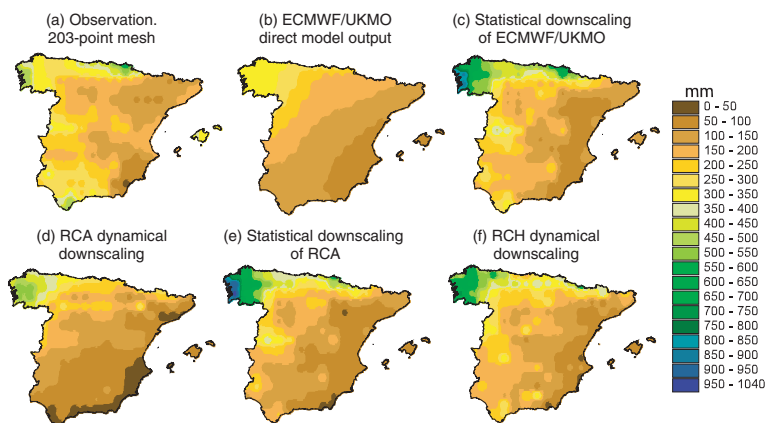 (a) Observation.
203-point mesh
(b) ECMWF/UKMO
direct model output
(c) Statistical downscaling
of ECMWF/UKMO
(d) RCA dynamical
downscaling
(e) Statistical downscaling
of RCA
(f) RCH dynamical
downscaling
mm
0 - 50
50 - 100
100 - 150
150 - 200
200 - 250
250 - 300
300 - 350
350 - 400
400 - 450
450 - 500
500 - 550
550 - 600
600 - 650
650 - 700
700 - 750
750 - 800
800 - 850
850 - 900
900 - 950
950 - 1040